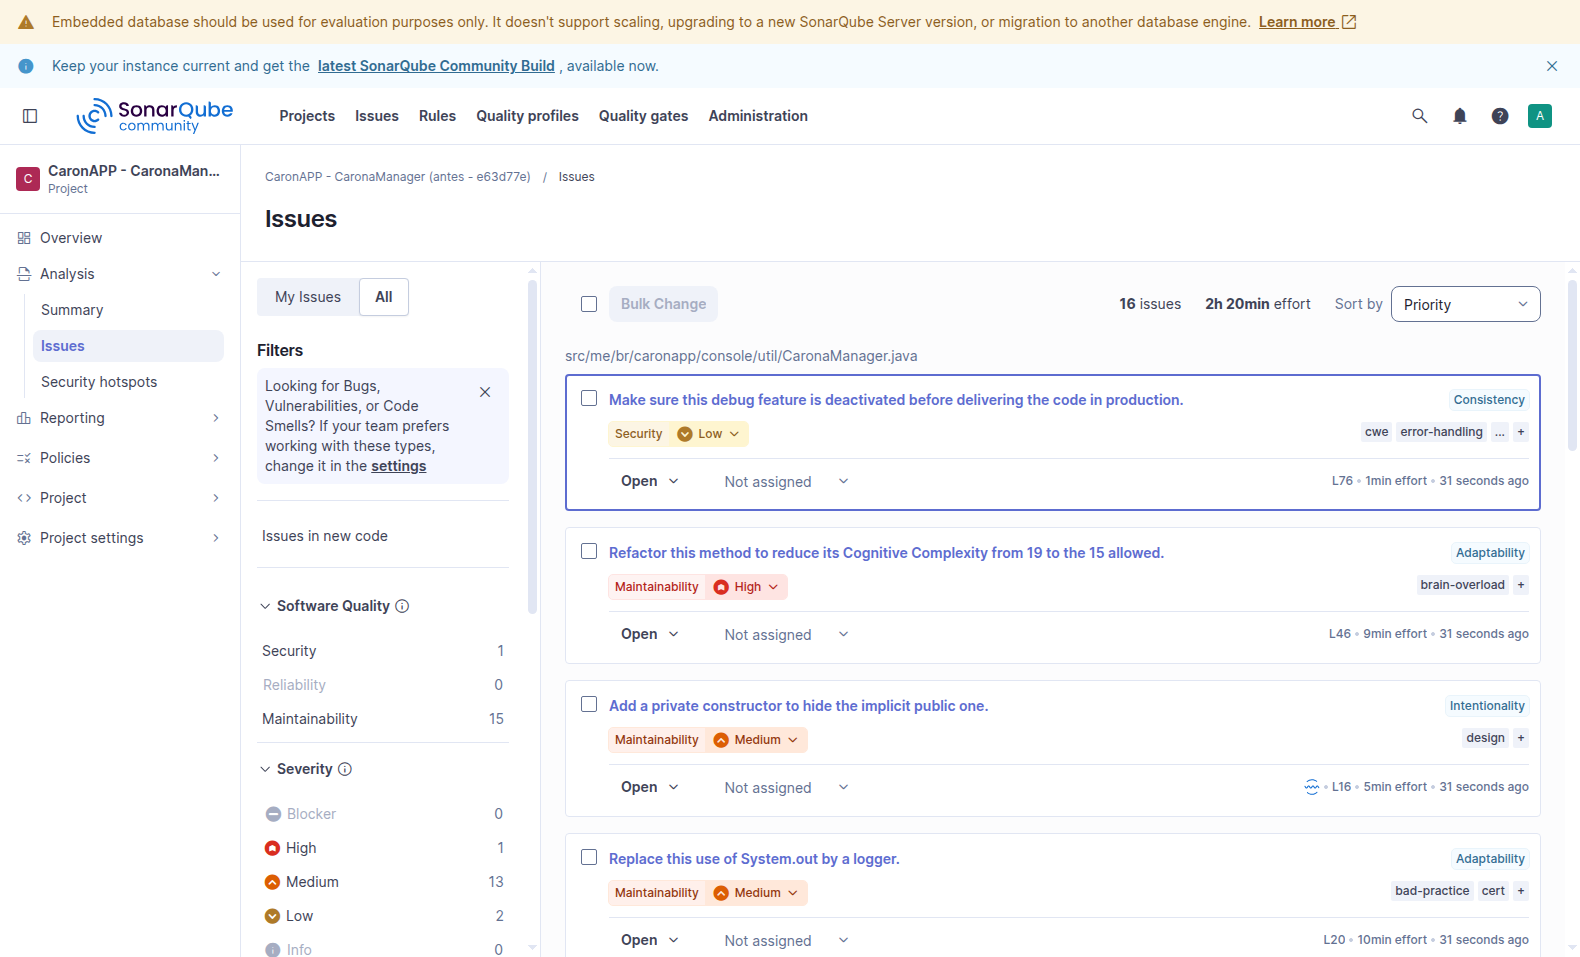 Embedded database should be used for evaluation purposes only. It doesn't support scaling, upgrading to a new SonarQube Server version, or migration to another database engine. Learn more
Keep your instance current and get the latest SonarQube Community Build , available now.
SonarQube community
Projects Issues Rules Quality profiles Quality gates Administration
? A
C CaronAPP - CaronaMan...
Project
Overview
Analysis
Summary
Issues
Security hotspots
Reporting
Policies
Project
Project settings
CaronAPP - CaronaManager (antes - e63d77e) / Issues
Issues
My Issues All
Filters
Looking for Bugs,
Vulnerabilities, or Code
Smells? If your team prefers
working with these types,
change it in the settings
Issues in new code
Software Quality
Security 1
Reliability 0
Maintainability 15
Severity
Blocker 0
High 1
Medium 13
Low 2
Info 0
Bulk Change 16 issues 2h 20min effort Sort by Priority
src/me/br/caronapp/console/util/CaronaManager.java
Make sure this debug feature is deactivated before delivering the code in production. Consistency
Security Low cwe error-handling ... +
Open Not assigned L76 • 1min effort • 31 seconds ago
Refactor this method to reduce its Cognitive Complexity from 19 to the 15 allowed. Adaptability
Maintainability High brain-overload +
Open Not assigned L46 • 9min effort • 31 seconds ago
Add a private constructor to hide the implicit public one. Intentionality
Maintainability Medium design +
Open Not assigned • L16 • 5min effort • 31 seconds ago
Replace this use of System.out by a logger. Adaptability
Maintainability Medium bad-practice cert +
Open Not assigned L20 • 10min effort • 31 seconds ago